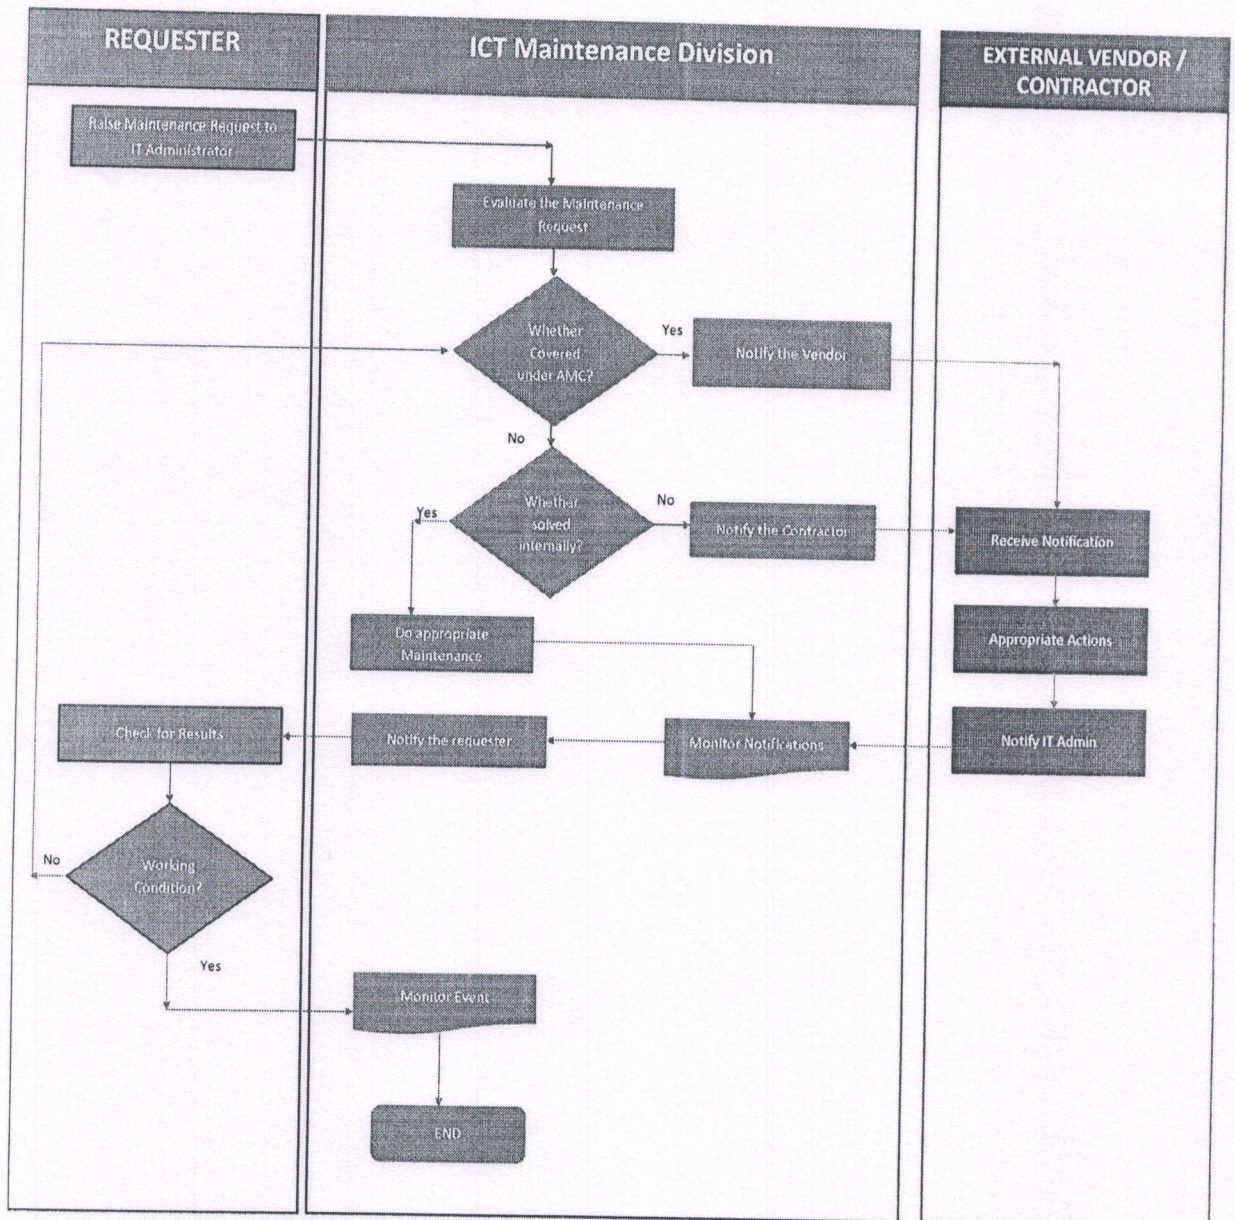 REQUESTER
ICT Maintenance Division
EXTERNAL VENDOR /
CONTRACTOR
Raise Maintenance Request to
IT Administrator
Evaluate the Maintenance
Request
Whether
Covered
under AMC?
Yes
Notify the Vendor
No
Whether
solved
internally?
Yes
No
Notify the Contractor
Receive Notification
Do appropriate
Maintenance
Appropriate Actions
Check for Results
Notify the requester
Monitor Notifications
Notify IT Admin
Working
Condition?
No
Yes
Monitor Event
END